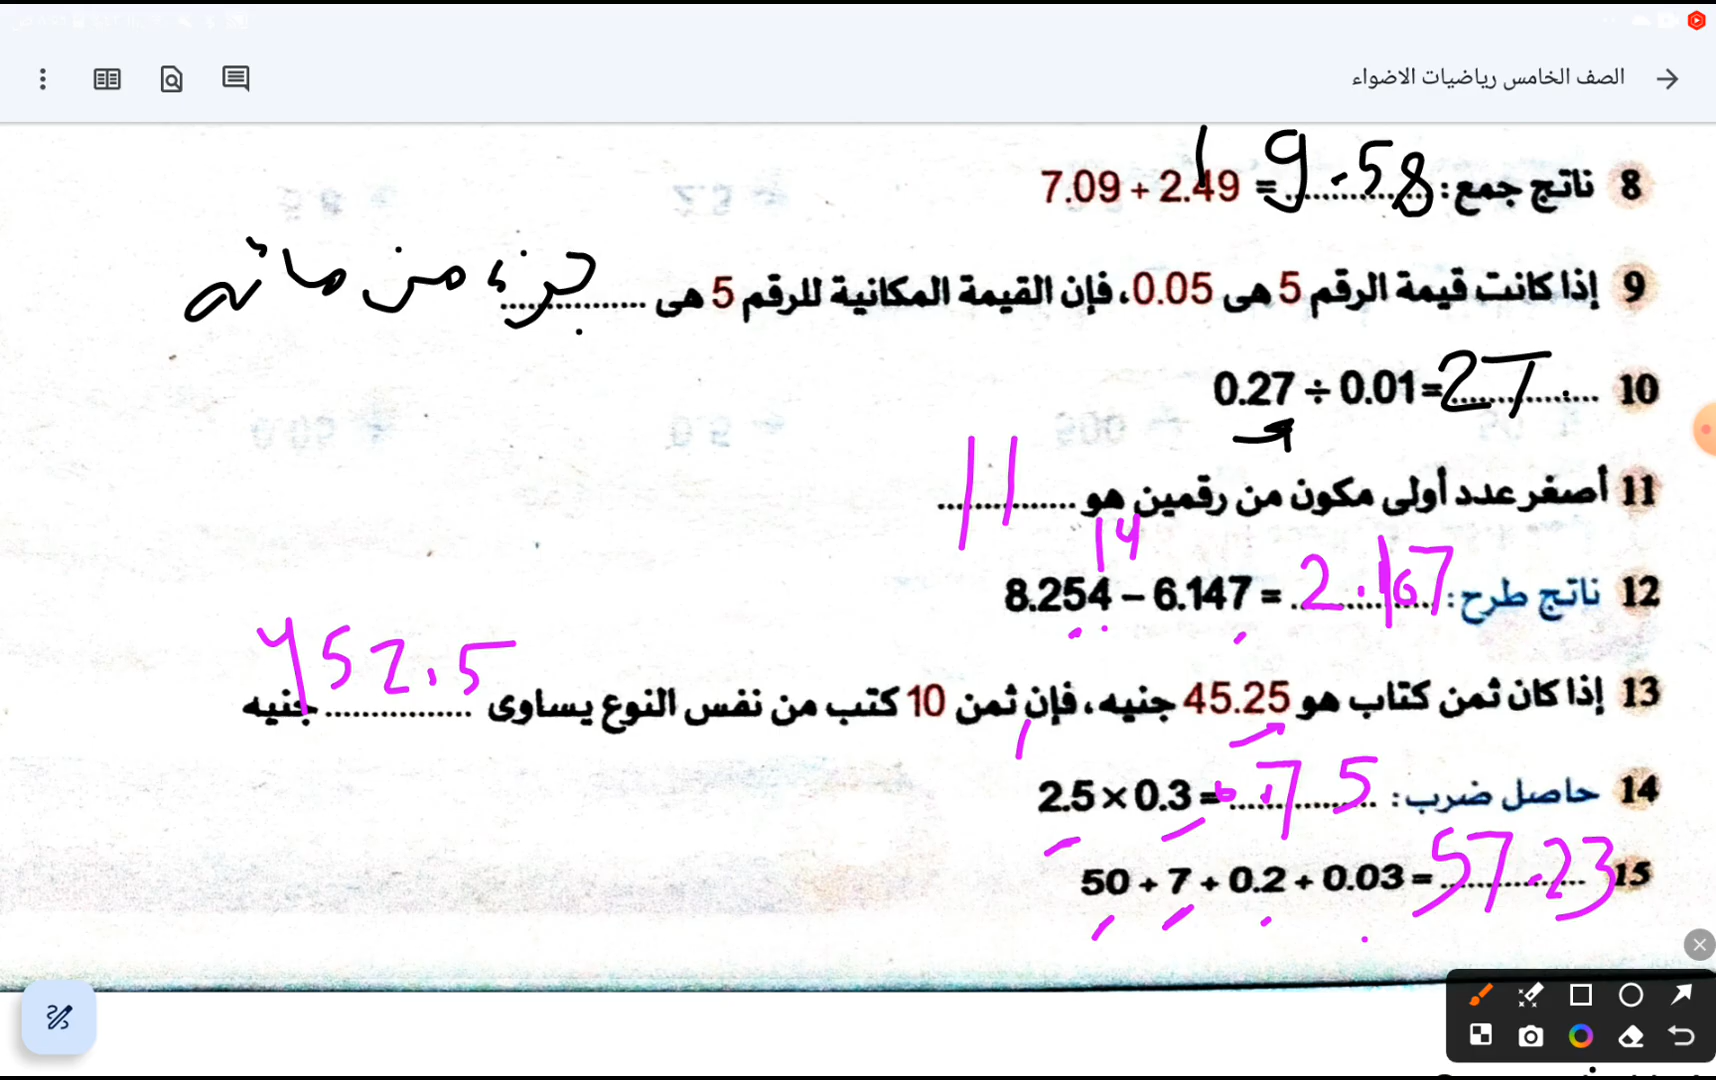 الصف الخامس رياضيات الاضواء
8 ناتج جمع: 7.09 + 2.49 = 9.58
9 إذا كانت قيمة الرقم 5 هى 0.05، فإن القيمة المكانية للرقم 5 هى جزء من مائه
10 0.27 ÷ 0.01= 27
11 أصغر عدد أولى مكون من رقمين هو 11
14
12 ناتج طرح: 8.254 – 6.147 = 2.167
13 إذا كان ثمن كتاب هو 45.25 جنيه، فإن ثمن 10 كتب من نفس النوع يساوى 452.5 جنيه
14 حاصل ضرب: 2.5 × 0.3 = 0.75
15 50 + 7 + 0.2 + 0.03 = 57.23